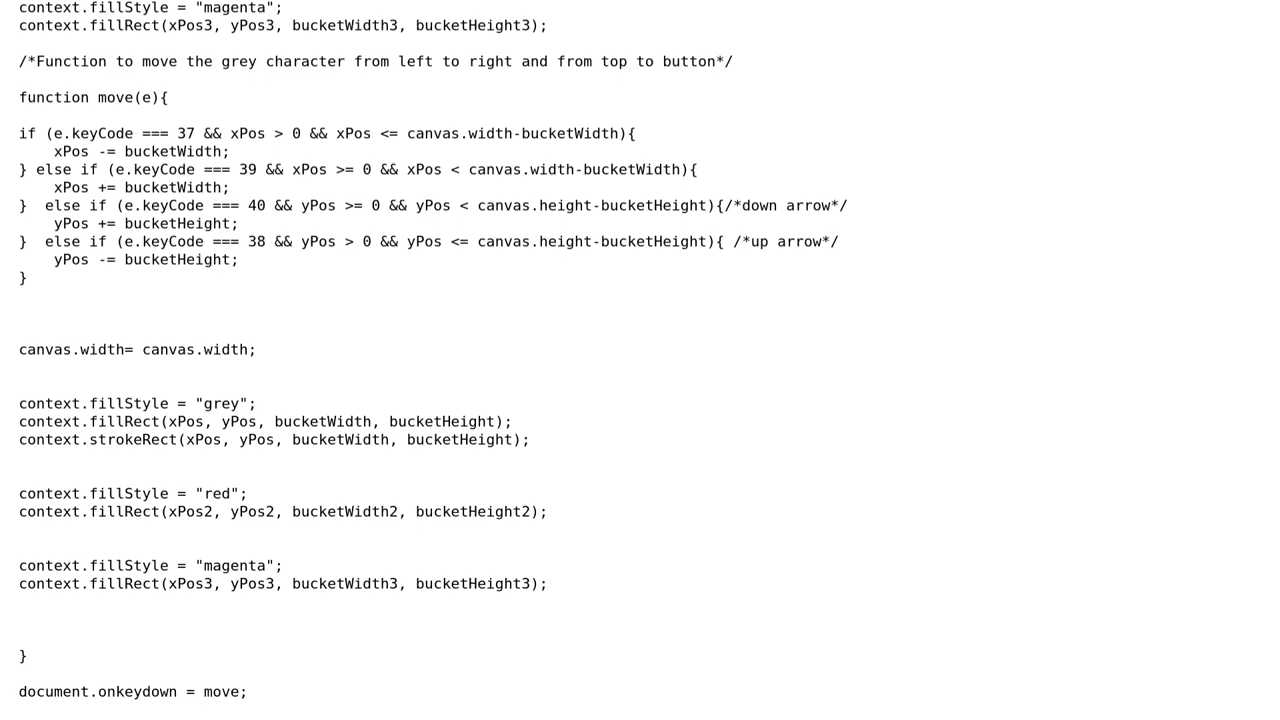 context.fillStyle = "magenta";
context.fillRect(xPos3, yPos3, bucketWidth3, bucketHeight3);
/*Function to move the grey character from left to right and from top to button*/
function move(e){
if (e.keyCode === 37 && xPos > 0 && xPos <= canvas.width-bucketWidth){
    xPos -= bucketWidth;
} else if (e.keyCode === 39 && xPos >= 0 && xPos < canvas.width-bucketWidth){
    xPos += bucketWidth;
}  else if (e.keyCode === 40 && yPos >= 0 && yPos < canvas.height-bucketHeight){/*down arrow*/
    yPos += bucketHeight;
}  else if (e.keyCode === 38 && yPos > 0 && yPos <= canvas.height-bucketHeight){ /*up arrow*/
    yPos -= bucketHeight;
}
canvas.width= canvas.width;
context.fillStyle = "grey";
context.fillRect(xPos, yPos, bucketWidth, bucketHeight);
context.strokeRect(xPos, yPos, bucketWidth, bucketHeight);
context.fillStyle = "red";
context.fillRect(xPos2, yPos2, bucketWidth2, bucketHeight2);
context.fillStyle = "magenta";
context.fillRect(xPos3, yPos3, bucketWidth3, bucketHeight3);
}
document.onkeydown = move;